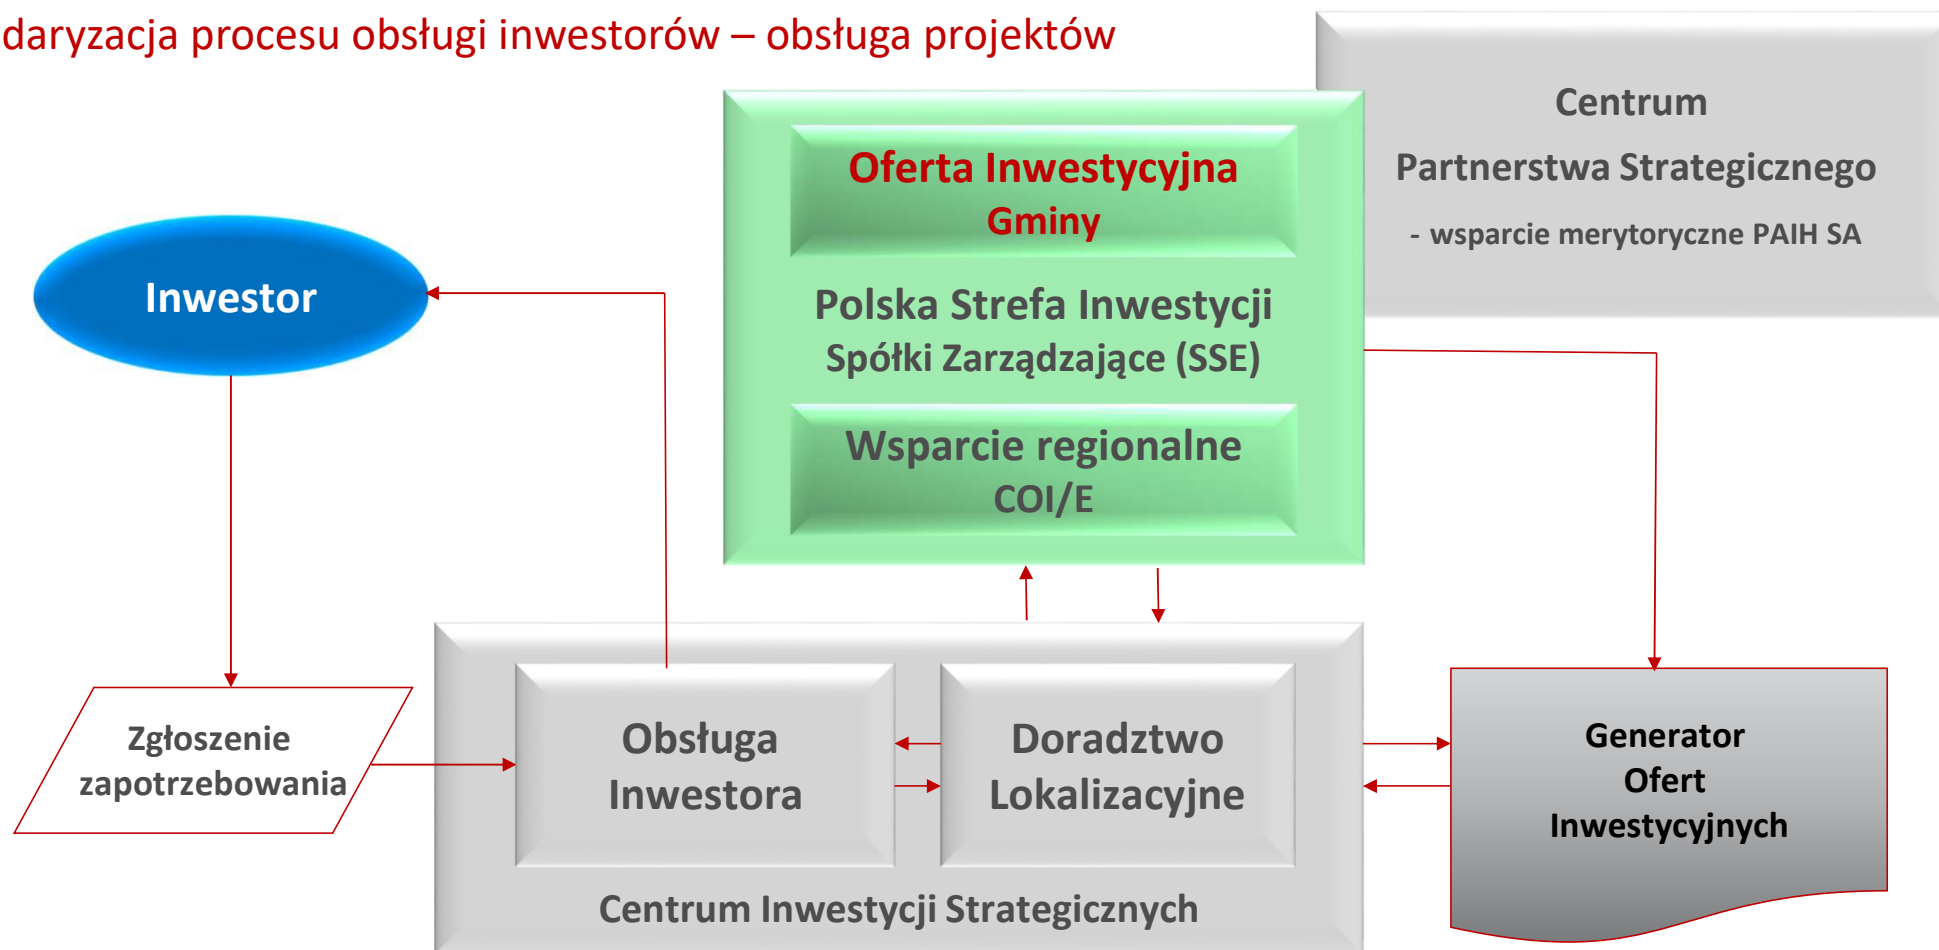 daryzacja procesu obsługi inwestorów – obsługa projektów
Centrum
Partnerstwa Strategicznego
- wsparcie merytoryczne PAIH SA
Oferta Inwestycyjna
Gminy
Polska Strefa Inwestycji
Spółki Zarządzające (SSE)
Wsparcie regionalne
COI/E
Inwestor
Zgłoszenie
zapotrzebowania
Obsługa
Inwestora
Doradztwo
Lokalizacyjne
Centrum Inwestycji Strategicznych
Generator
Ofert
Inwestycyjnych